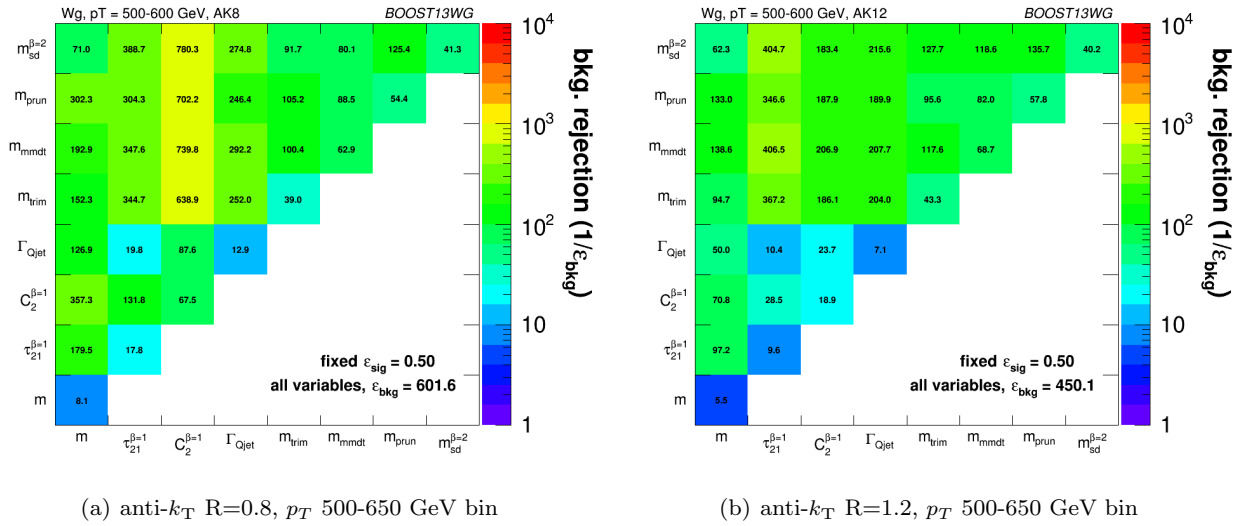 Wg, pT = 500-600 GeV, AK8 BOOST13WG
m_sd^β=2 71.0 388.7 780.3 274.8 91.7 80.1 125.4 41.3
m_prun 302.3 304.3 702.2 246.4 105.2 88.5 54.4
m_mmdt 192.9 347.6 739.8 292.2 100.4 62.9
m_trim 152.3 344.7 638.9 252.0 39.0
Γ_Qjet 126.9 19.8 87.6 12.9
C_2^β=1 357.3 131.8 67.5
τ_21^β=1 179.5 17.8
fixed ε_sig = 0.50
all variables, ε_bkg = 601.6
m 8.1
m τ_21^β=1 C_2^β=1 Γ_Qjet m_trim m_mmdt m_prun m_sd^β=2
10^4
10^3
10^2
10
1
bkg. rejection (1/ε_bkg)
(a) anti-k_T R=0.8, p_T 500-650 GeV bin
Wg, pT = 500-600 GeV, AK12 BOOST13WG
m_sd^β=2 62.3 404.7 183.4 215.6 127.7 118.6 135.7 40.2
m_prun 133.0 346.6 187.9 189.9 95.6 82.0 57.8
m_mmdt 138.6 406.5 206.9 207.7 117.6 68.7
m_trim 94.7 367.2 186.1 204.0 43.3
Γ_Qjet 50.0 10.4 23.7 7.1
C_2^β=1 70.8 28.5 18.9
τ_21^β=1 97.2 9.6
fixed ε_sig = 0.50
all variables, ε_bkg = 450.1
m 5.5
m τ_21^β=1 C_2^β=1 Γ_Qjet m_trim m_mmdt m_prun m_sd^β=2
10^4
10^3
10^2
10
1
bkg. rejection (1/ε_bkg)
(b) anti-k_T R=1.2, p_T 500-650 GeV bin